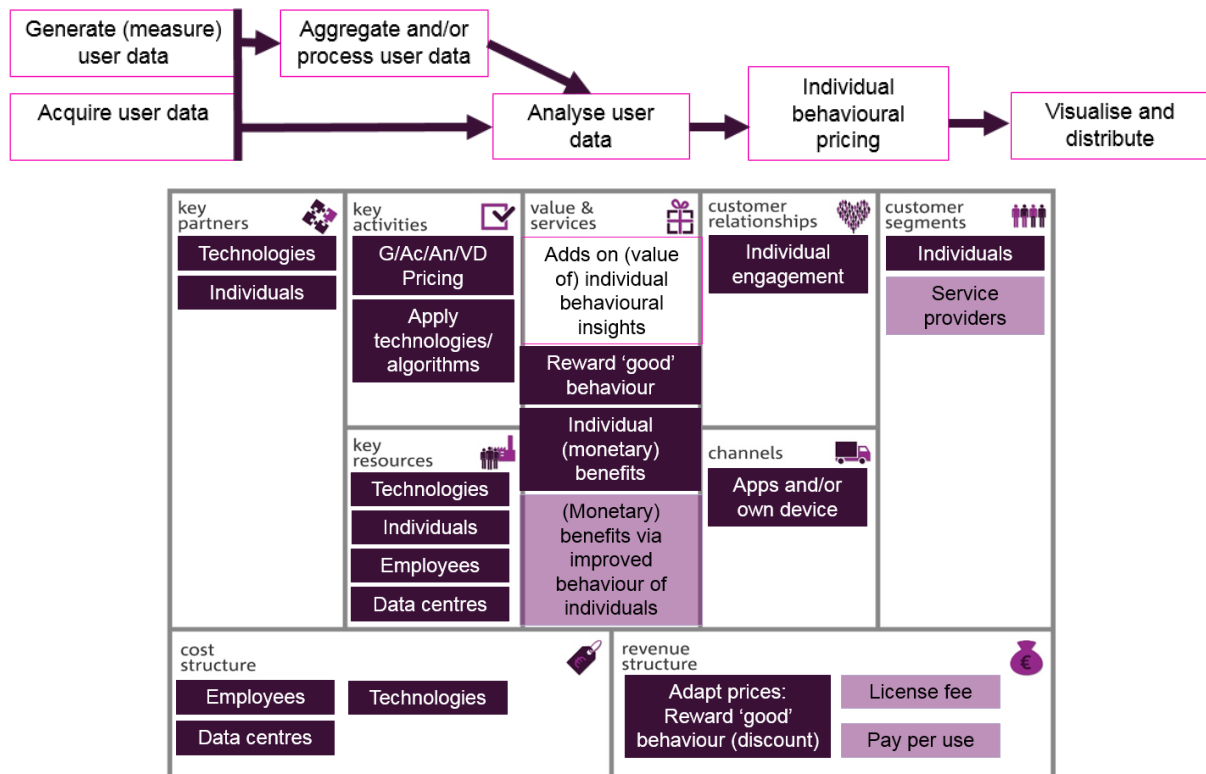 Generate (measure)
user data
Aggregate and/or
process user data
Acquire user data
Analyse user
data
Individual
behavioural
pricing
Visualise and
distribute
key
partners
Technologies
Individuals
key
activities
G/Ac/An/VD
Pricing
Apply
technologies/
algorithms
key
resources
Technologies
Individuals
Employees
Data centres
value &
services
Adds on (value
of) individual
behavioural
insights
Reward ‘good’
behaviour
Individual
(monetary)
benefits
(Monetary)
benefits via
improved
behaviour of
individuals
customer
relationships
Individual
engagement
channels
Apps and/or
own device
customer
segments
Individuals
Service
providers
cost
structure
€
Employees
Technologies
Data centres
revenue
structure
€
Adapt prices:
Reward ‘good’
behaviour (discount)
License fee
Pay per use